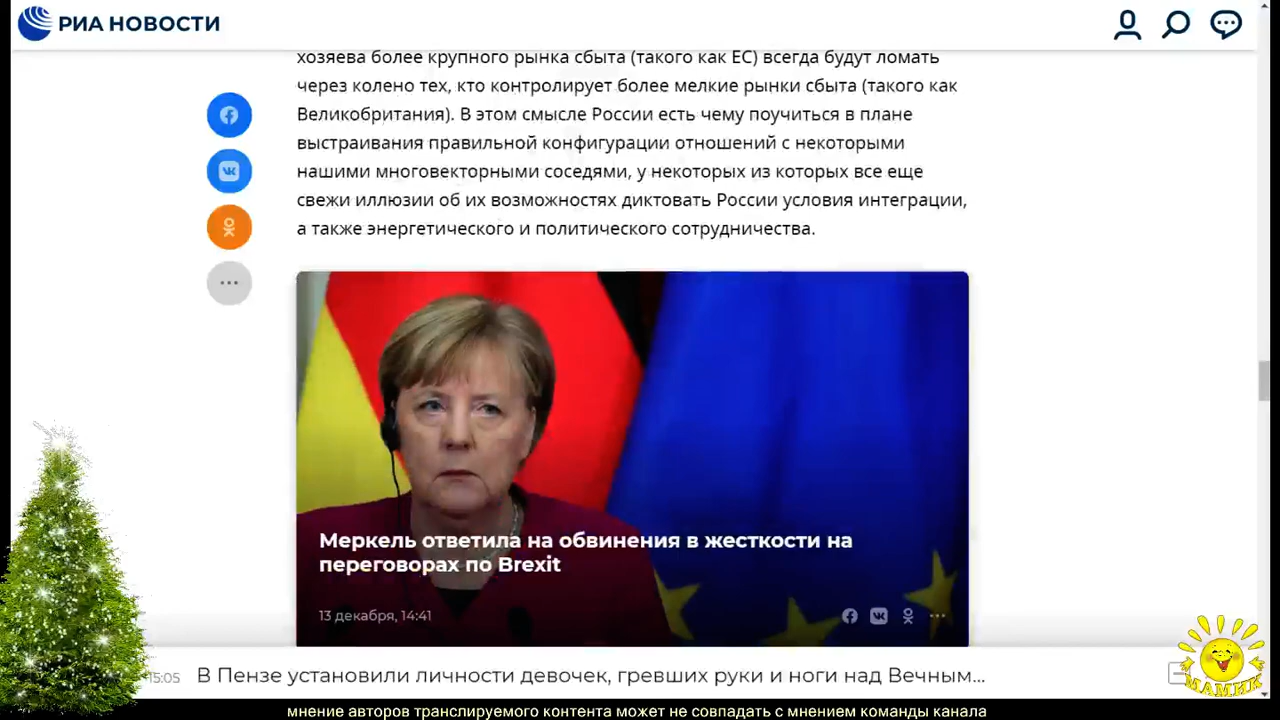 РИА НОВОСТИ
хозяева более крупного рынка сбыта (такого как ЕС) всегда будут ломать
через колено тех, кто контролирует более мелкие рынки сбыта (такого как
Великобритания). В этом смысле России есть чему поучиться в плане
выстраивания правильной конфигурации отношений с некоторыми
нашими многовекторными соседями, у некоторых из которых все еще
свежи иллюзии об их возможностях диктовать России условия интеграции,
а также энергетического и политического сотрудничества.
Меркель ответила на обвинения в жесткости на
переговорах по Brexit
13 декабря, 14:41
15:05 В Пензе установили личности девочек, гревших руки и ноги над Вечным...
МАМИК
мнение авторов транслируемого контента может не совпадать с мнением команды канала